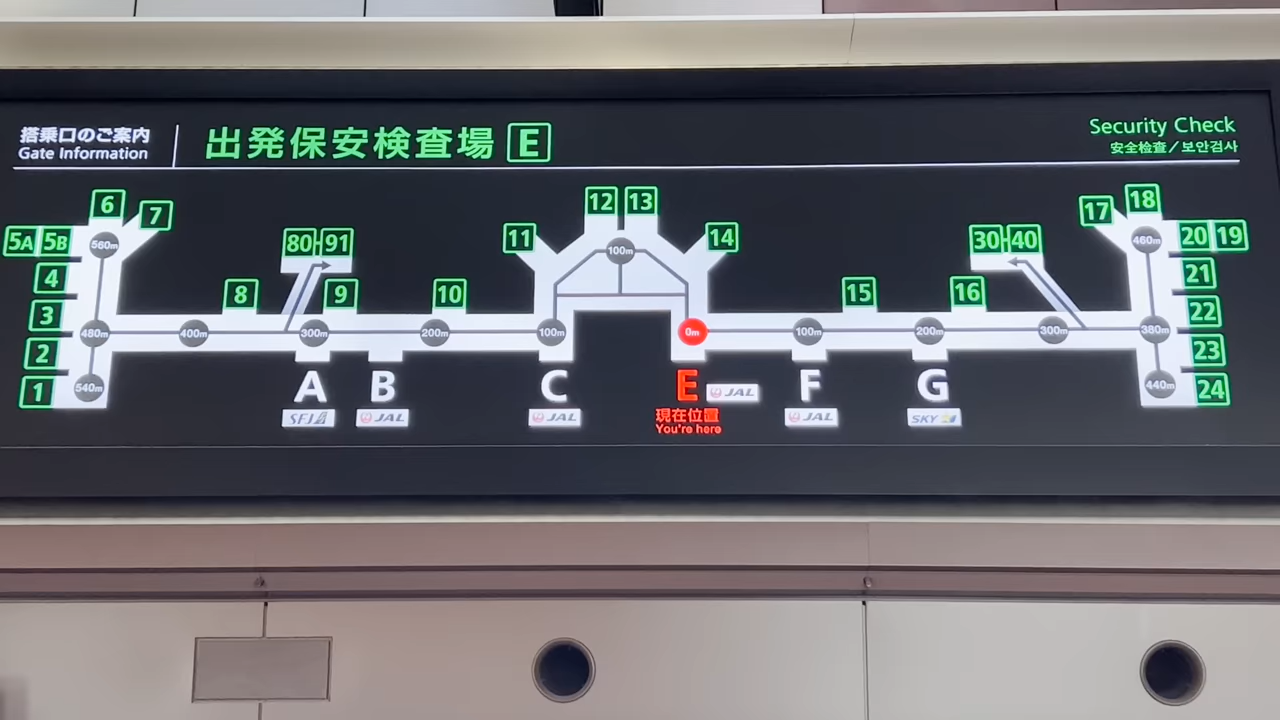 搭乗口のご案内
Gate Information
出発保安検査場 E
Security Check
安全检查／보안검사
6
7
5A 5B
4
3
2
1
560m
480m
540m
400m
8
80-91
9
300m
10
200m
11
100m
12 13
100m
14
0m
100m
15
16
200m
30-40
300m
17
18
460m
20 19
21
22
23
24
380m
440m
A
SFJ
B
JAL
C
JAL
E
JAL
現在位置
You're here
F
JAL
G
SKY